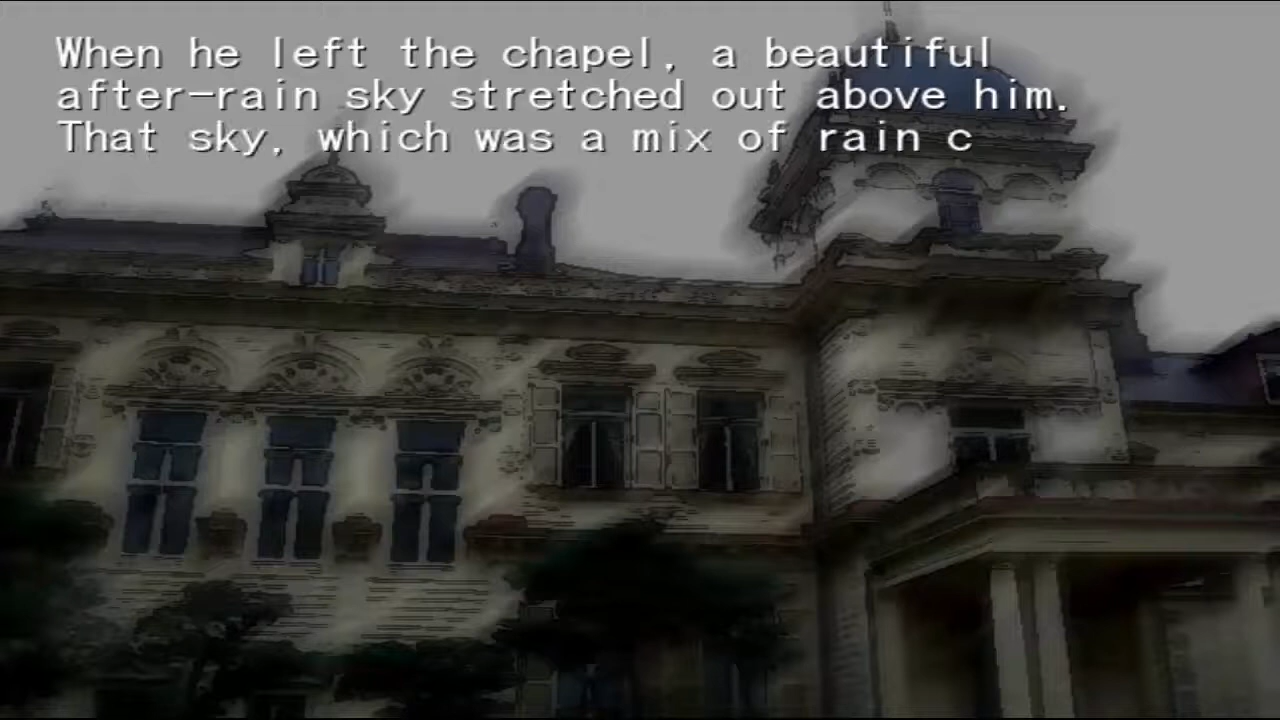 When he left the chapel, a beautiful
after-rain sky stretched out above him.
That sky, which was a mix of rain c